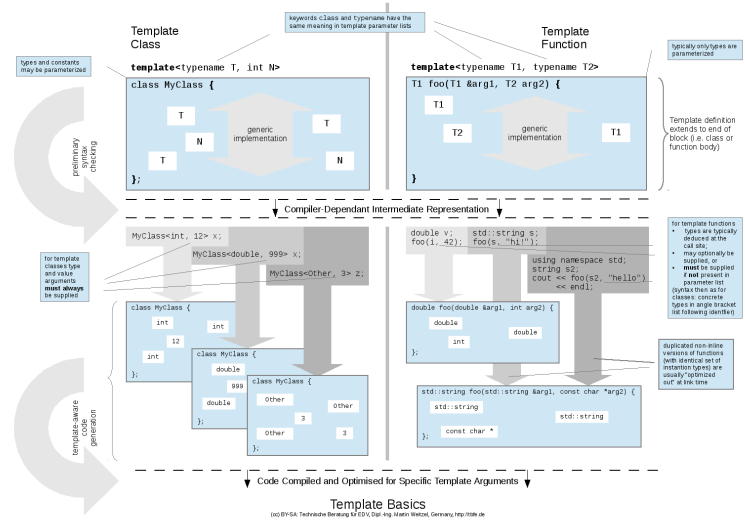 keywords class and typename have the
same meaning in template parameter lists
Template
Class
Template
Function
types and constants
may be parameterized
typically only types are
parameterized
template<typename T, int N>
template<typename T1, typename T2>
class MyClass {
T
N
T
T
N
generic
implementation
};
T1 foo(T1 &arg1, T2 arg2) {
T1
T2
T1
generic
implementation
}
Template definition
extends to end of
block (i.e. class or
function body)
preliminary
syntax
checking
Compiler-Dependant Intermediate Representation
MyClass<int, 12> x;
MyClass<double, 999> x;
MyClass<Other, 3> z;
for template
classes type
and value
arguments
must always
be supplied
double v;
foo(i, 42);
std::string s;
foo(s, "hi!");
using namespace std;
string s2;
cout << foo(s2, "hello")
<< endl;
for template functions
• types are typically
deduced at the
call site;
• may optionally be
supplied, or
• must be supplied
if not present in
parameter list
(syntax then as for
classes: concrete
types in angle bracket
list following identfier)
class MyClass {
int
int
12
int
};
class MyClass {
double
999
double
};
class MyClass {
Other
Other
3
Other
3
};
double foo(double &arg1, int arg2) {
double
double
int
}
std::string foo(std::string &arg1, const char *arg2) {
std::string
std::string
const char *
};
duplicated non-inline
versions of functions
(with identical set of
instantion types) are
usually "optimized
out" at link time
template-aware
code
generation
Code Compiled and Optimised for Specific Template Arguments
Template Basics
(cc) BY-SA: Technische Beratung für EDV, Dipl.-Ing. Martin Weitzel, Germany, http://tbfe.de